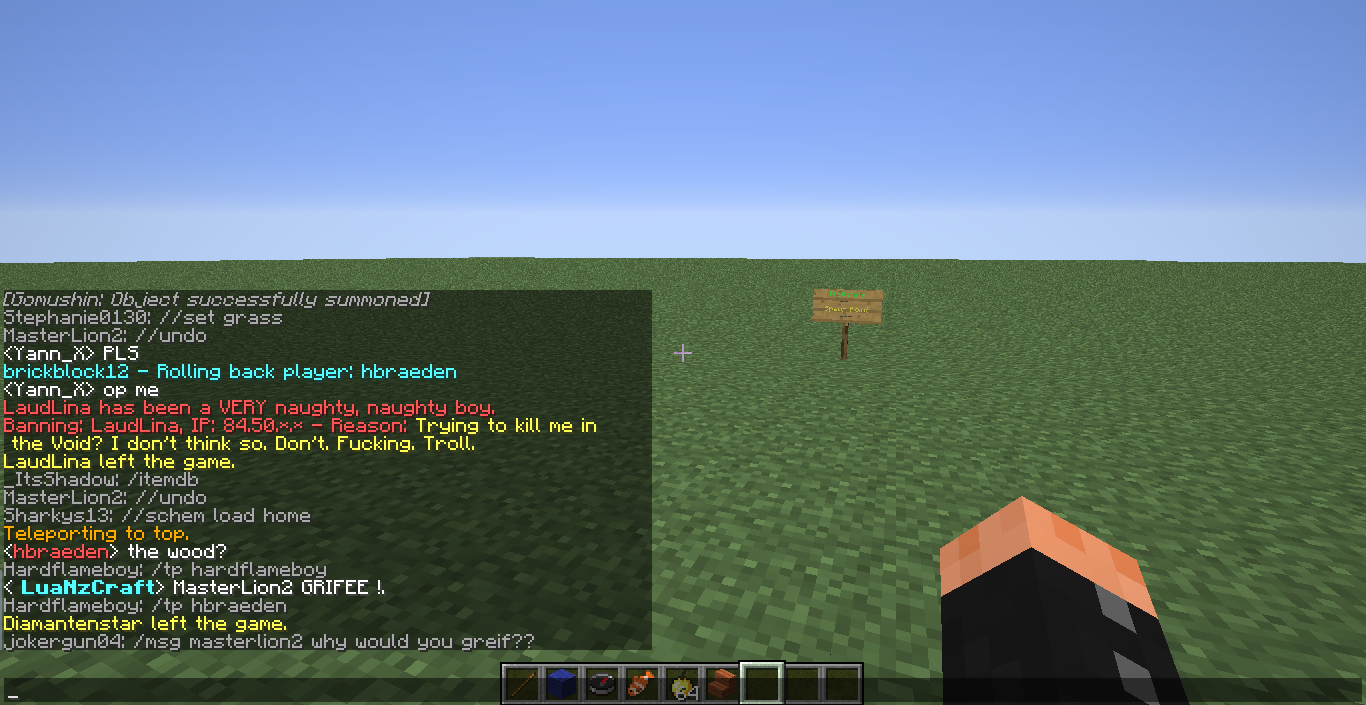 [Jomushin: Object successfully summoned]
Stephanie0130: //set grass
MasterLion2: //undo
<Yann_X> PLS
brickblock12 - Rolling back player: hbraeden
<Yann_X> op me
LaudLina has been a VERY naughty, naughty boy.
Banning: LaudLina, IP: 84.50.×.× - Reason: Trying to kill me in
the Void? I don't think so. Don't. Fucking. Troll.
LaudLina left the game.
_ItsShadow: /itemdb
MasterLion2: //undo
Sharkys13: //schem load home
Teleporting to top.
<hbraeden> the wood?
Hardflameboy: /tp hardflameboy
< LuaNzCraft> MasterLion2 GRIFEE !.
Hardflameboy: /tp hbraeden
Diamantenstar left the game.
jokergun04: /msg masterlion2 why would you greif??
_
Spawn Point
64